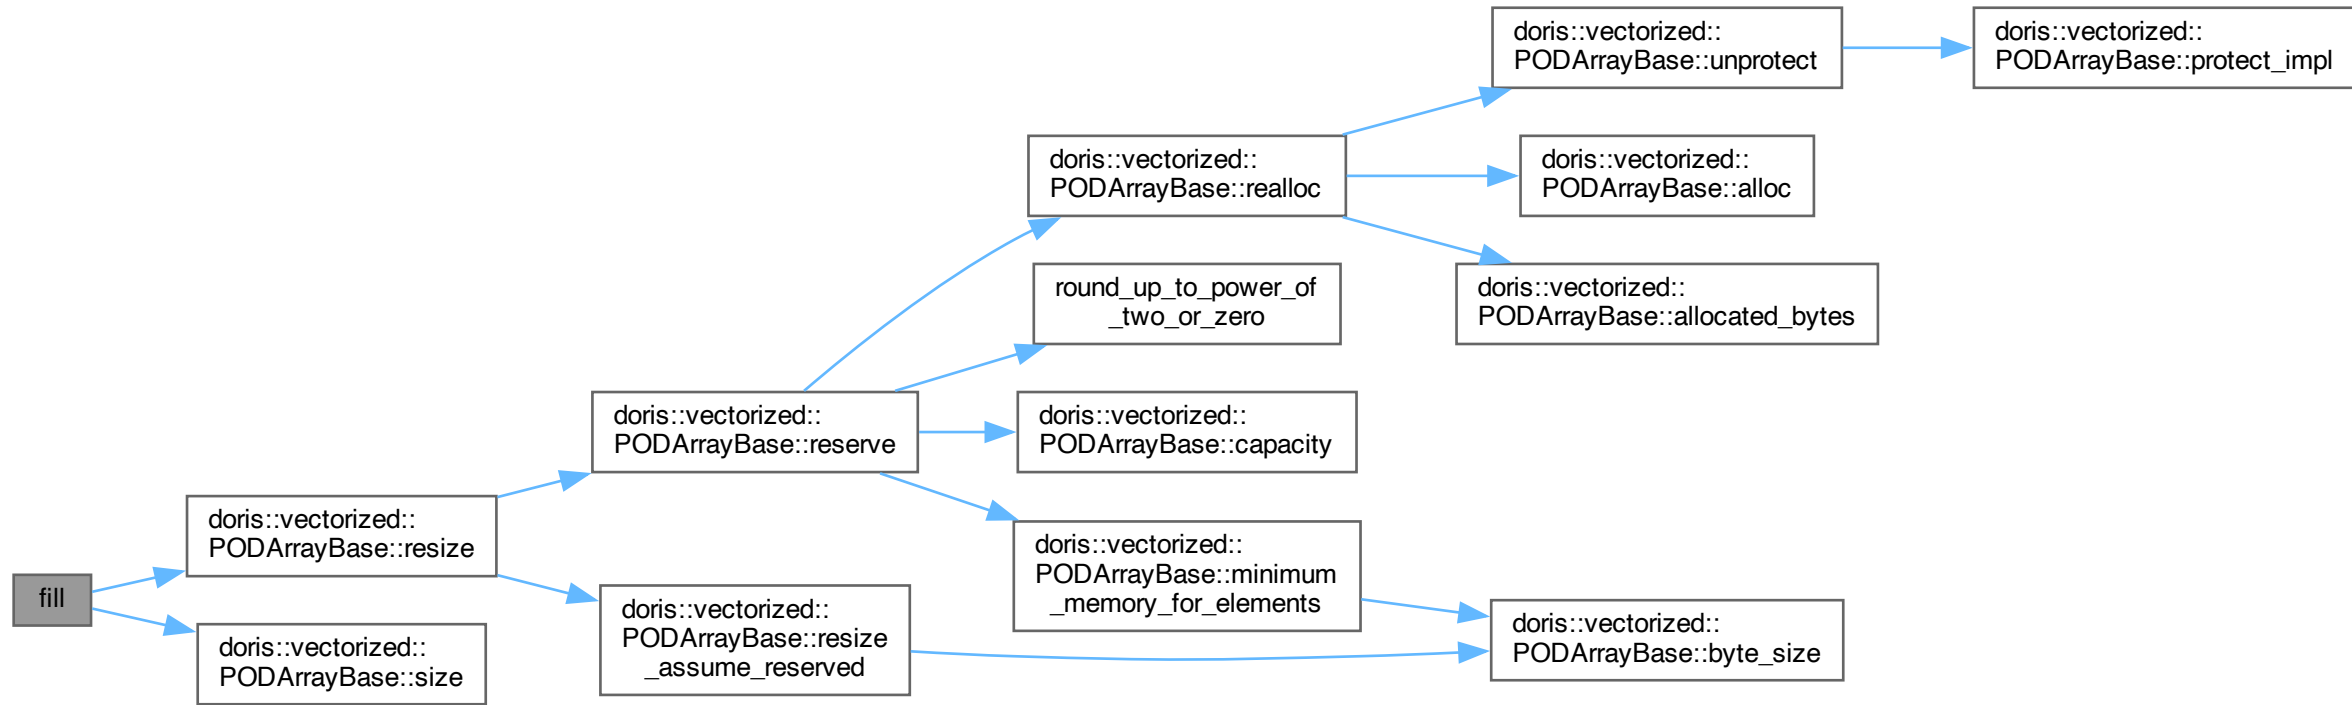 doris::vectorized::
PODArrayBase::unprotect
doris::vectorized::
PODArrayBase::protect_impl
doris::vectorized::
PODArrayBase::realloc
doris::vectorized::
PODArrayBase::alloc
round_up_to_power_of
_two_or_zero
doris::vectorized::
PODArrayBase::allocated_bytes
doris::vectorized::
PODArrayBase::reserve
doris::vectorized::
PODArrayBase::capacity
doris::vectorized::
PODArrayBase::resize
doris::vectorized::
PODArrayBase::minimum
_memory_for_elements
fill
doris::vectorized::
PODArrayBase::resize
_assume_reserved
doris::vectorized::
PODArrayBase::byte_size
doris::vectorized::
PODArrayBase::size